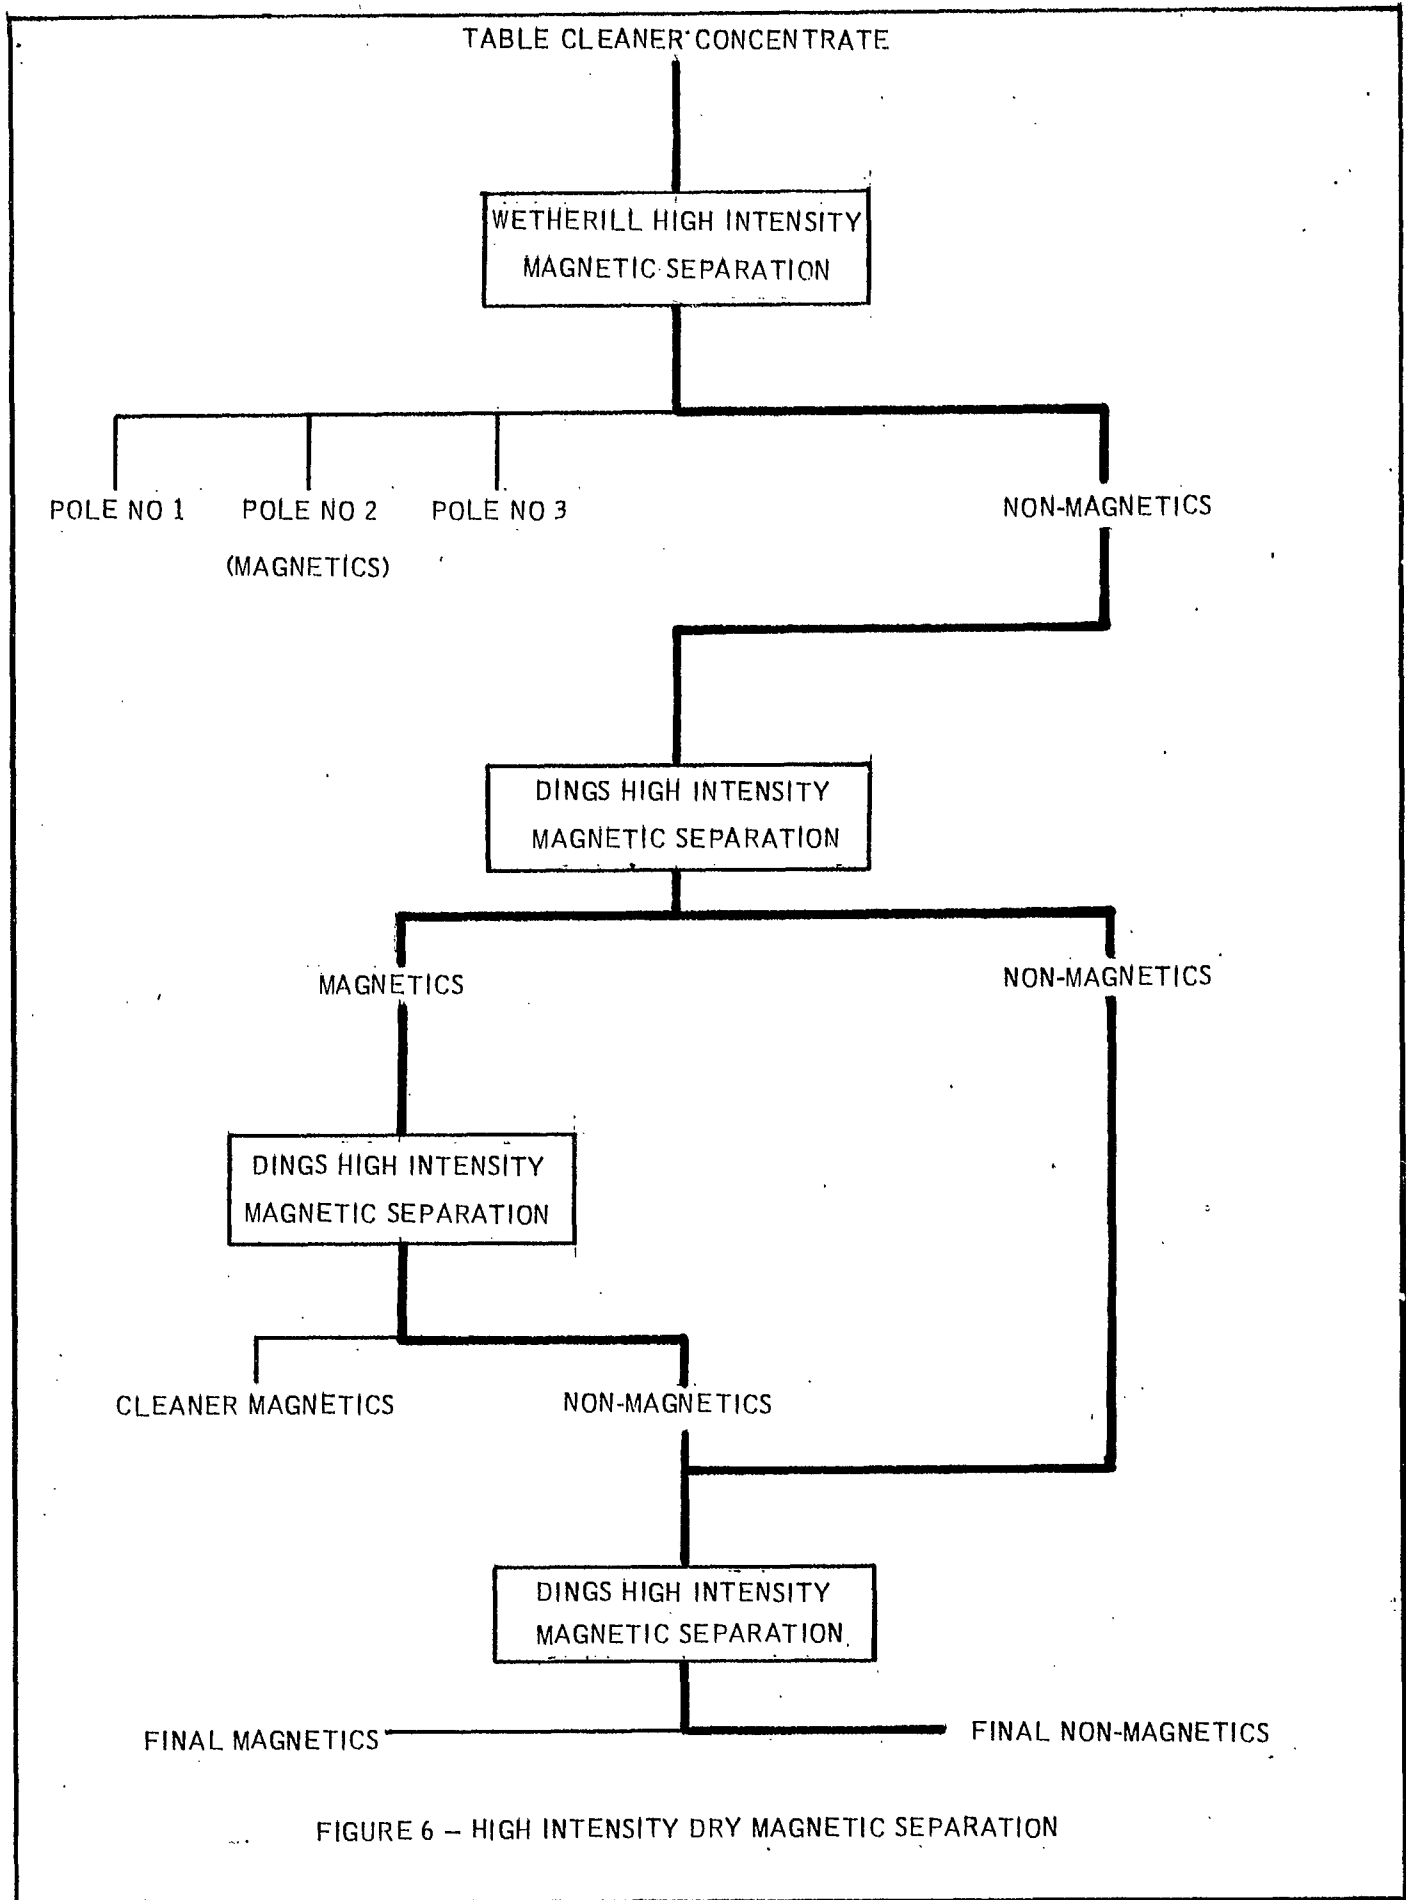 TABLE CLEANER CONCENTRATE
WETHERILL HIGH INTENSITY
MAGNETIC SEPARATION
POLE NO 1
POLE NO 2
POLE NO 3
(MAGNETICS)
NON-MAGNETICS
DINGS HIGH INTENSITY
MAGNETIC SEPARATION
MAGNETICS
NON-MAGNETICS
DINGS HIGH INTENSITY
MAGNETIC SEPARATION
CLEANER MAGNETICS
NON-MAGNETICS
DINGS HIGH INTENSITY
MAGNETIC SEPARATION
FINAL MAGNETICS
FINAL NON-MAGNETICS
FIGURE 6 – HIGH INTENSITY DRY MAGNETIC SEPARATION